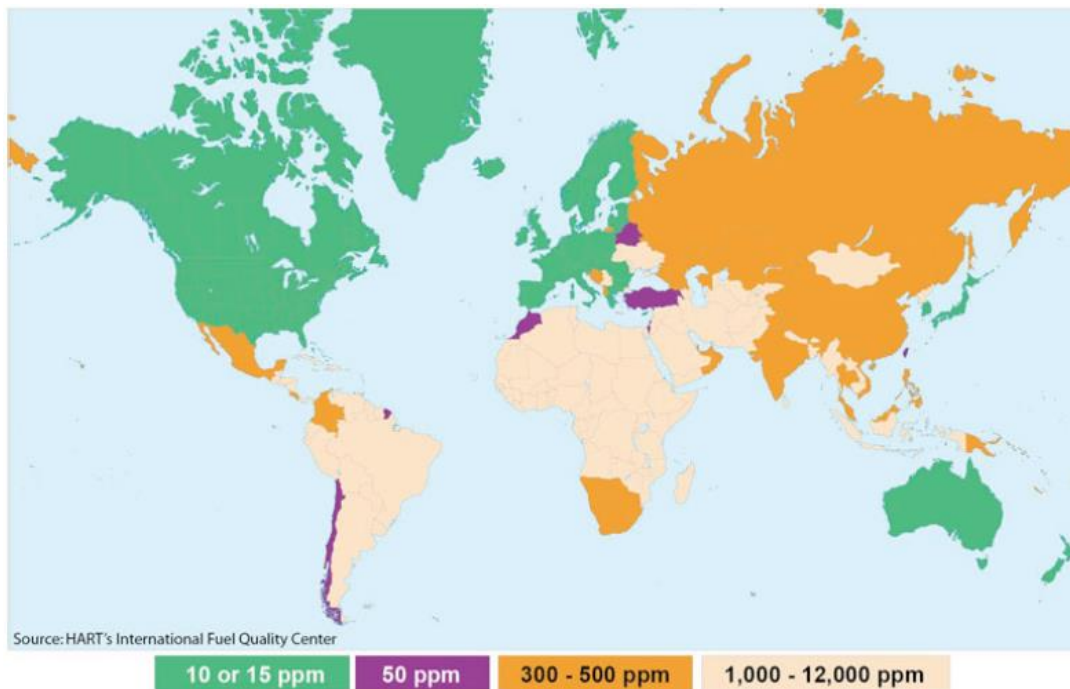 Source: HART's International Fuel Quality Center
10 or 15 ppm
50 ppm
300 - 500 ppm
1,000 - 12,000 ppm